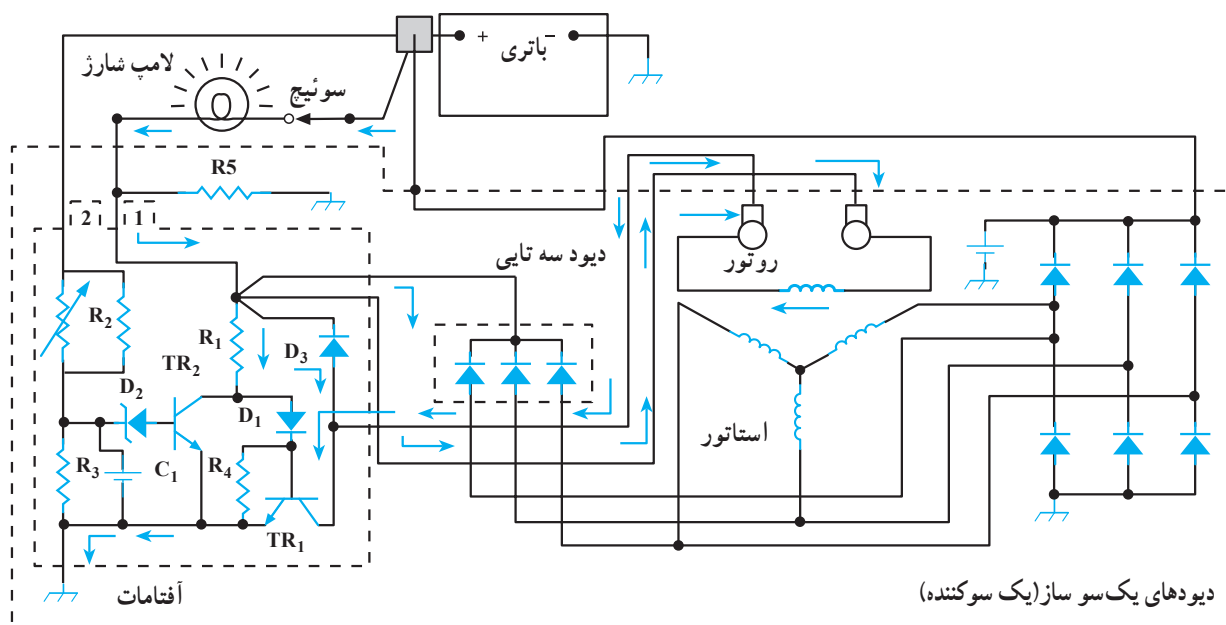 + باتری −
لامپ شارژ
سوئیچ
R5
2
1
دیود سه تایی
روتور
R2
R1
D3
TR2
D2
D1
استاتور
R3
C1
R4
TR1
آفتامات
دیودهای یک‌سو ساز(یک سوکننده)